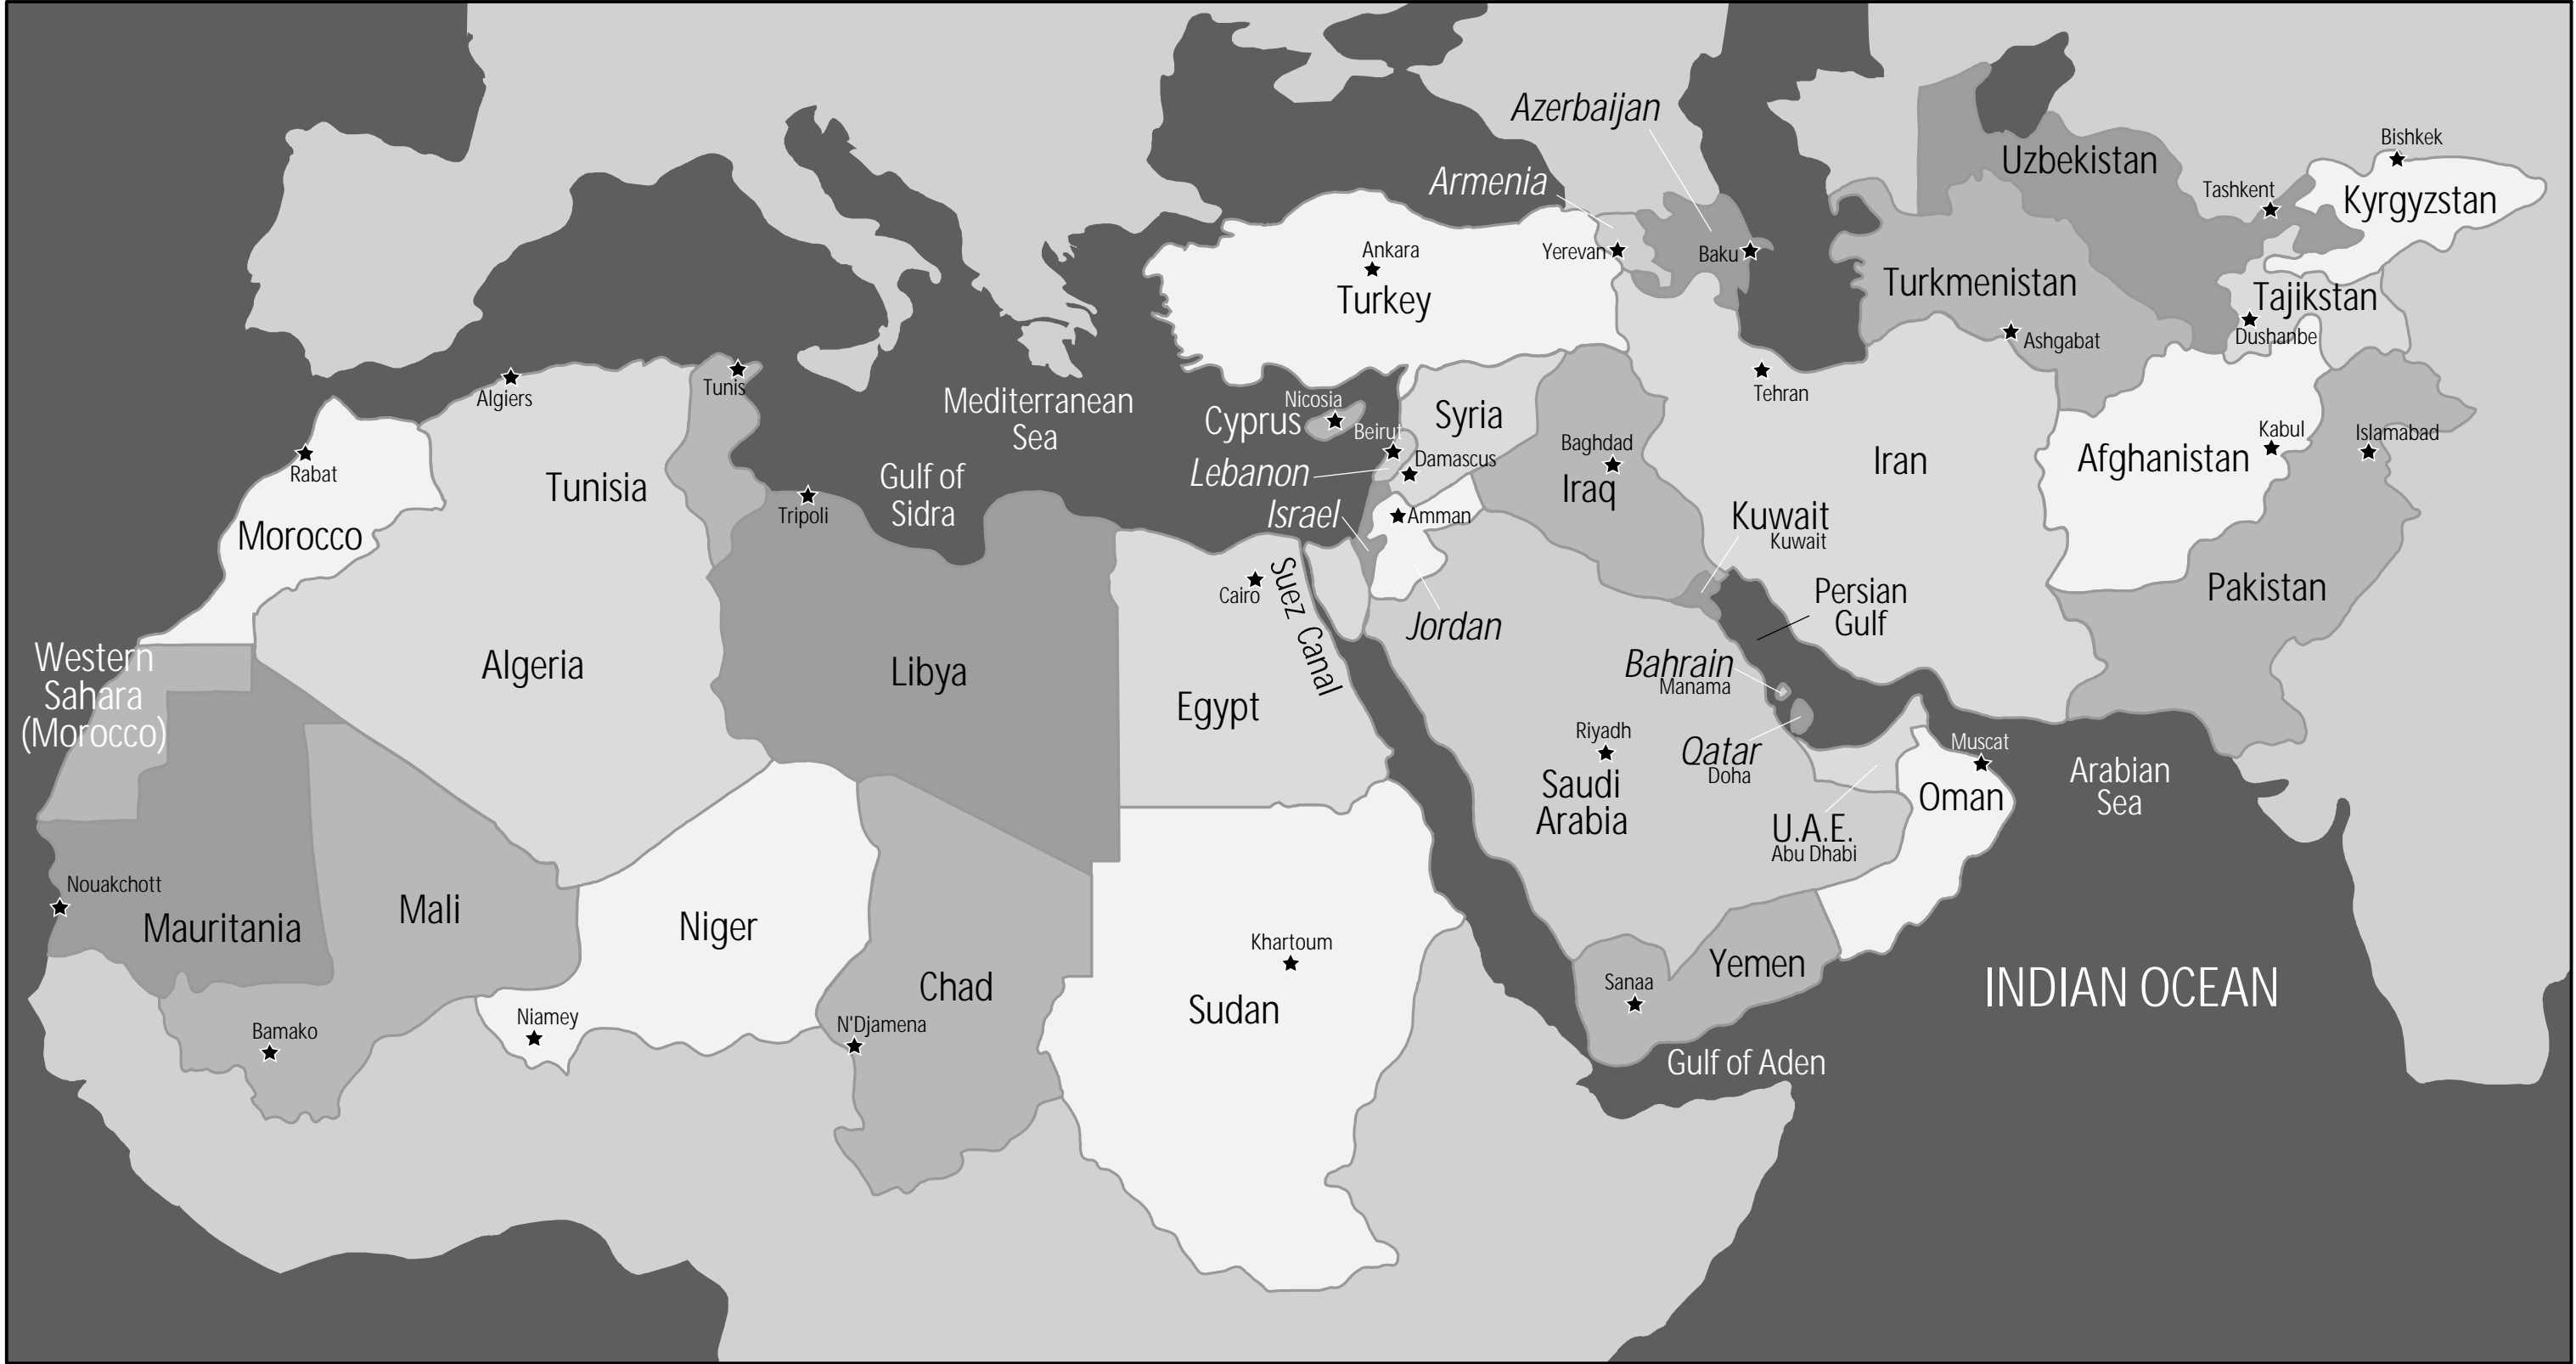 Azerbaijan
Bishkek
Uzbekistan
Armenia
Tashkent
Kyrgyzstan
Ankara
Yerevan
Baku
Turkey
Turkmenistan
Tajikstan
Dushanbe
Ashgabat
Tunis
Algiers
Tehran
Mediterranean
Sea
Nicosia
Cyprus
Syria
Beirut
Baghdad
Kabul
Islamabad
Rabat
Damascus
Lebanon
Iraq
Iran
Afghanistan
Tunisia
Gulf of
Sidra
Tripoli
Israel
Amman
Kuwait
Kuwait
Morocco
Cairo
Suez Canal
Persian
Gulf
Pakistan
Jordan
Western
Sahara
(Morocco)
Algeria
Libya
Egypt
Bahrain
Manama
Riyadh
Qatar
Doha
Muscat
Saudi
Arabia
Oman
Arabian
Sea
U.A.E.
Abu Dhabi
Nouakchott
Mauritania
Mali
Niger
Khartoum
Chad
Sudan
Sanaa
Yemen
INDIAN OCEAN
Bamako
Niamey
N'Djamena
Gulf of Aden